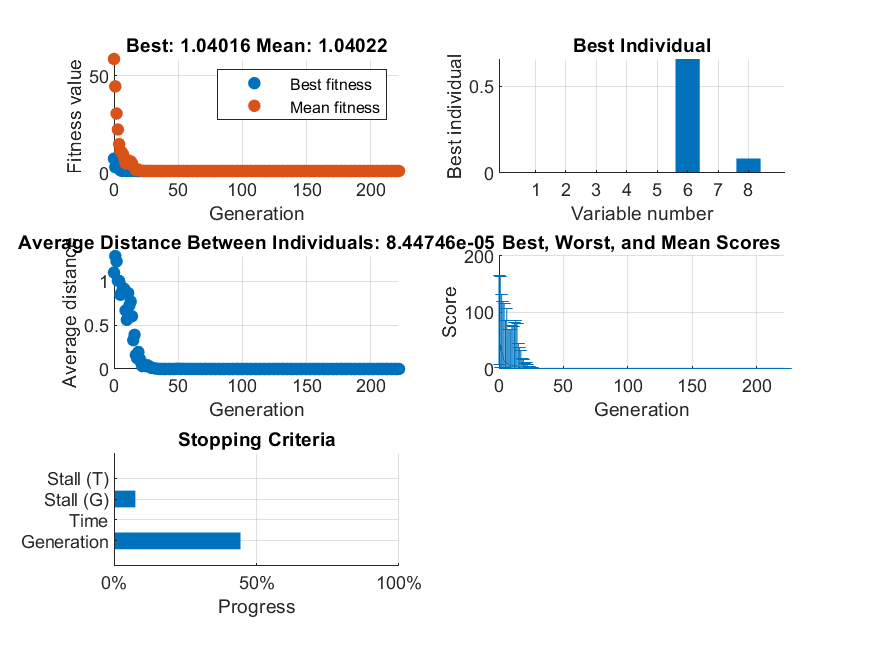 Best: 1.04016 Mean: 1.04022
Fitness value
50
0
Best fitness
Mean fitness
0 50 100 150 200
Generation
Best Individual
Best individual
0.5
0
1 2 3 4 5 6 7 8
Variable number
Average Distance Between Individuals: 8.44746e-05
Average distance
1
0.5
0
0 50 100 150 200
Generation
Best, Worst, and Mean Scores
Score
200
100
0
0 50 100 150 200
Generation
Stopping Criteria
Stall (T)
Stall (G)
Time
Generation
0% 50% 100%
Progress